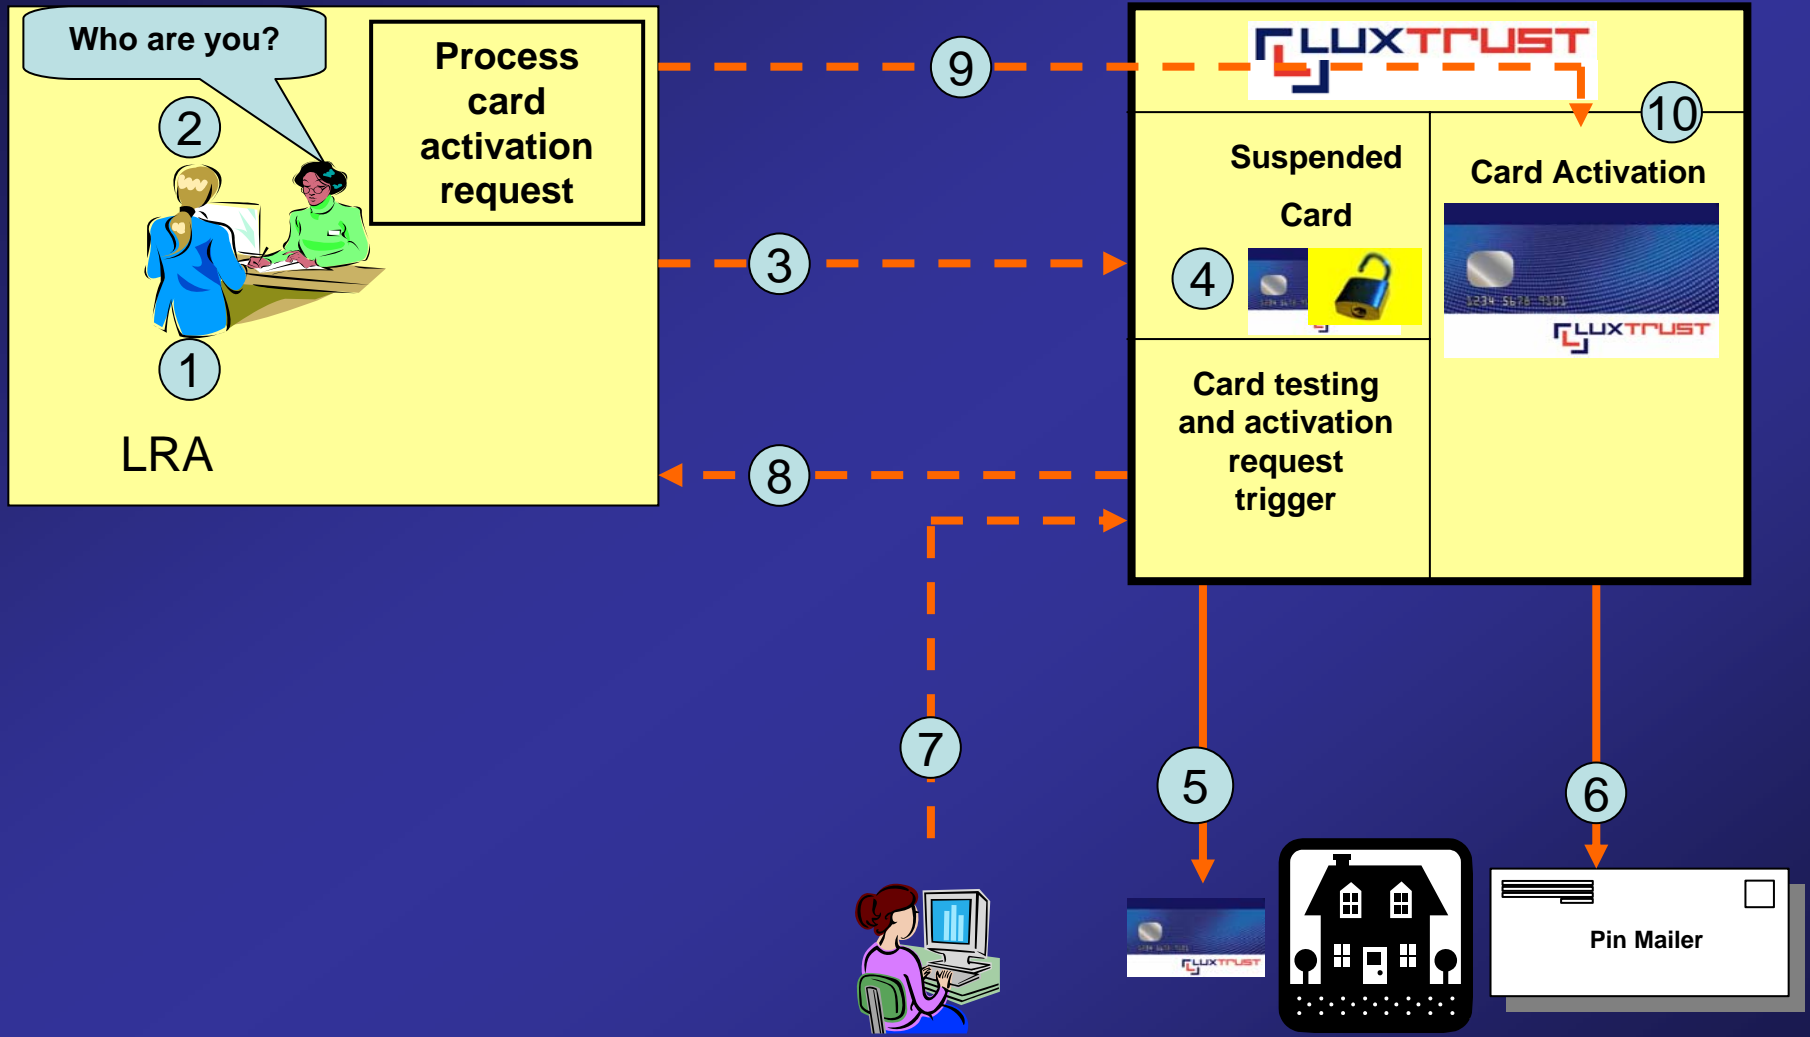 Who are you?
Process
card
activation
request
2
1
LRA
9
3
8
7
LUXTRUST
10
Suspended
Card
4
Card Activation
1234 5678 9101
LUXTRUST
Card testing
and activation
request
trigger
5
6
LUXTRUST
Pin Mailer